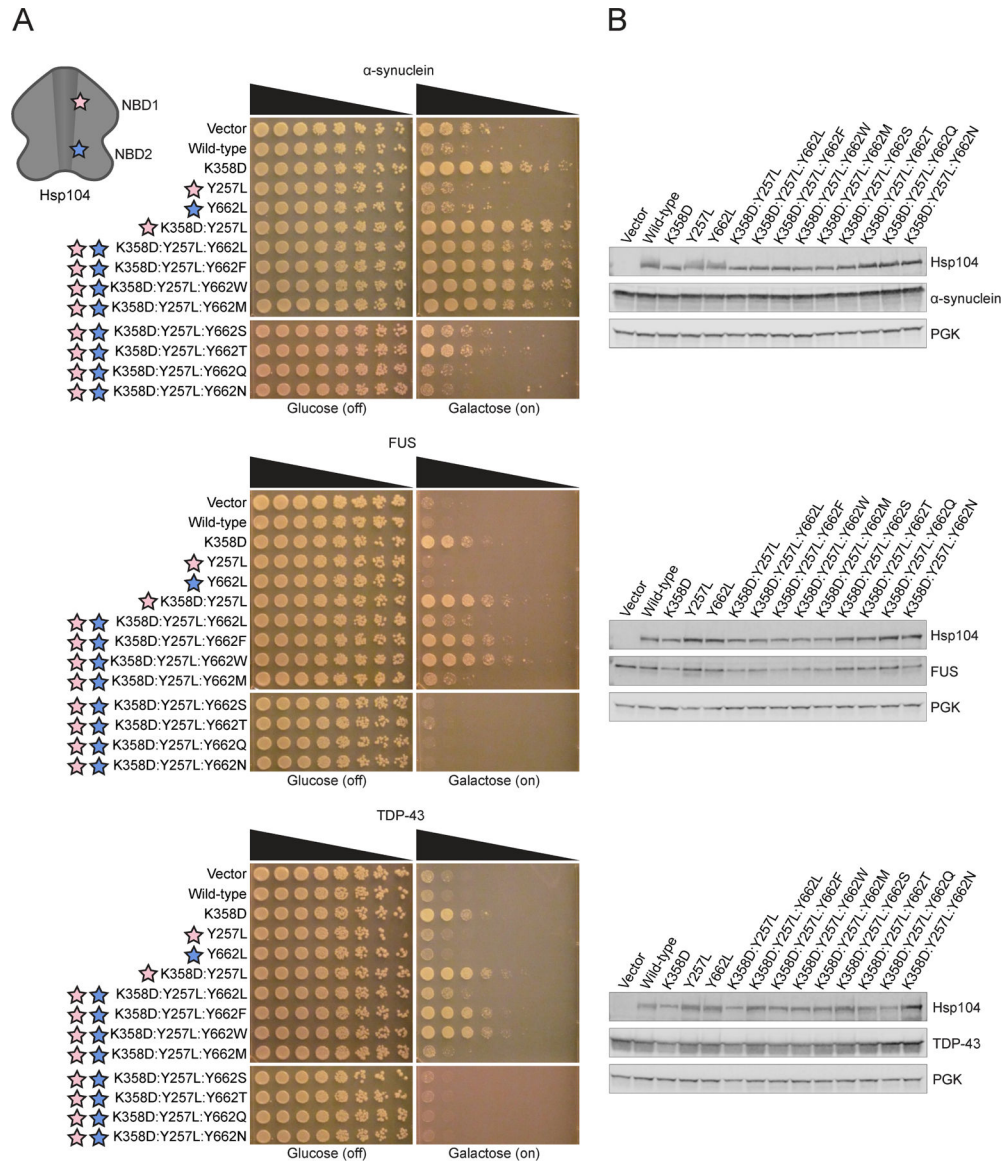 A
B
NBD1
NBD2
Hsp104
α-synuclein
Vector
Wild-type
K358D
Y257L
Y662L
K358D:Y257L
K358D:Y257L:Y662L
K358D:Y257L:Y662F
K358D:Y257L:Y662W
K358D:Y257L:Y662M
K358D:Y257L:Y662S
K358D:Y257L:Y662T
K358D:Y257L:Y662Q
K358D:Y257L:Y662N
Glucose (off)
Galactose (on)
Vector
Wild-type
K358D
Y257L
Y662L
K358D:Y257L
K358D:Y257L:Y662L
K358D:Y257L:Y662F
K358D:Y257L:Y662W
K358D:Y257L:Y662M
K358D:Y257L:Y662S
K358D:Y257L:Y662T
K358D:Y257L:Y662Q
K358D:Y257L:Y662N
Hsp104
α-synuclein
PGK
FUS
Vector
Wild-type
K358D
Y257L
Y662L
K358D:Y257L
K358D:Y257L:Y662L
K358D:Y257L:Y662F
K358D:Y257L:Y662W
K358D:Y257L:Y662M
K358D:Y257L:Y662S
K358D:Y257L:Y662T
K358D:Y257L:Y662Q
K358D:Y257L:Y662N
Glucose (off)
Galactose (on)
Vector
Wild-type
K358D
Y257L
Y662L
K358D:Y257L
K358D:Y257L:Y662L
K358D:Y257L:Y662F
K358D:Y257L:Y662W
K358D:Y257L:Y662M
K358D:Y257L:Y662S
K358D:Y257L:Y662T
K358D:Y257L:Y662Q
K358D:Y257L:Y662N
Hsp104
FUS
PGK
TDP-43
Vector
Wild-type
K358D
Y257L
Y662L
K358D:Y257L
K358D:Y257L:Y662L
K358D:Y257L:Y662F
K358D:Y257L:Y662W
K358D:Y257L:Y662M
K358D:Y257L:Y662S
K358D:Y257L:Y662T
K358D:Y257L:Y662Q
K358D:Y257L:Y662N
Glucose (off)
Galactose (on)
Vector
Wild-type
K358D
Y257L
Y662L
K358D:Y257L
K358D:Y257L:Y662L
K358D:Y257L:Y662F
K358D:Y257L:Y662W
K358D:Y257L:Y662M
K358D:Y257L:Y662S
K358D:Y257L:Y662T
K358D:Y257L:Y662Q
K358D:Y257L:Y662N
Hsp104
TDP-43
PGK